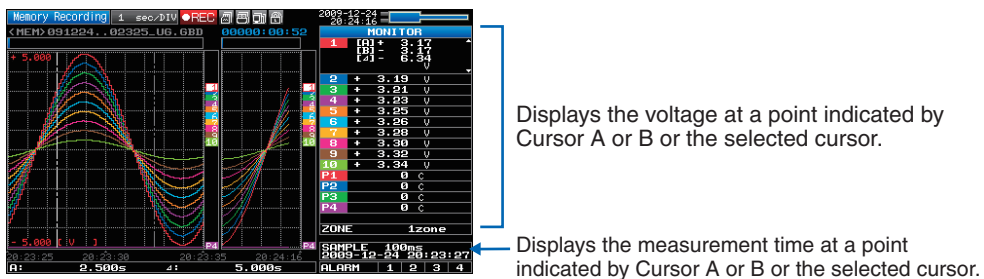 Memory Recording 1 sec/DIV ●REC 2009-12-24 20:24:16
<MEM>091224..02325_UG.GBD 00000:00:52 MONITOR
1 [A]+ 3.17
[B]- 3.17
[⊿]- 6.34
V
+ 5.000
2 + 3.19 V
3 + 3.21 V
4 + 3.23 V
5 + 3.25 V
6 + 3.26 V
7 + 3.28 V
8 + 3.30 V
9 + 3.32 V
10 + 3.34 V
P1 0 C
P2 0 C
P3 0 C
P4 0 C
ZONE 1zone
- 5.000 [ V ] P4 P4
SAMPLE 100ms
20:23:25 20:23:30 20:23:35 20:24:16 2009-12-24 20:23:27
A: 2.500s ⊿: 5.000s ALARM 1 2 3 4
Displays the voltage at a point indicated by
Cursor A or B or the selected cursor.
Displays the measurement time at a point
indicated by Cursor A or B or the selected cursor.